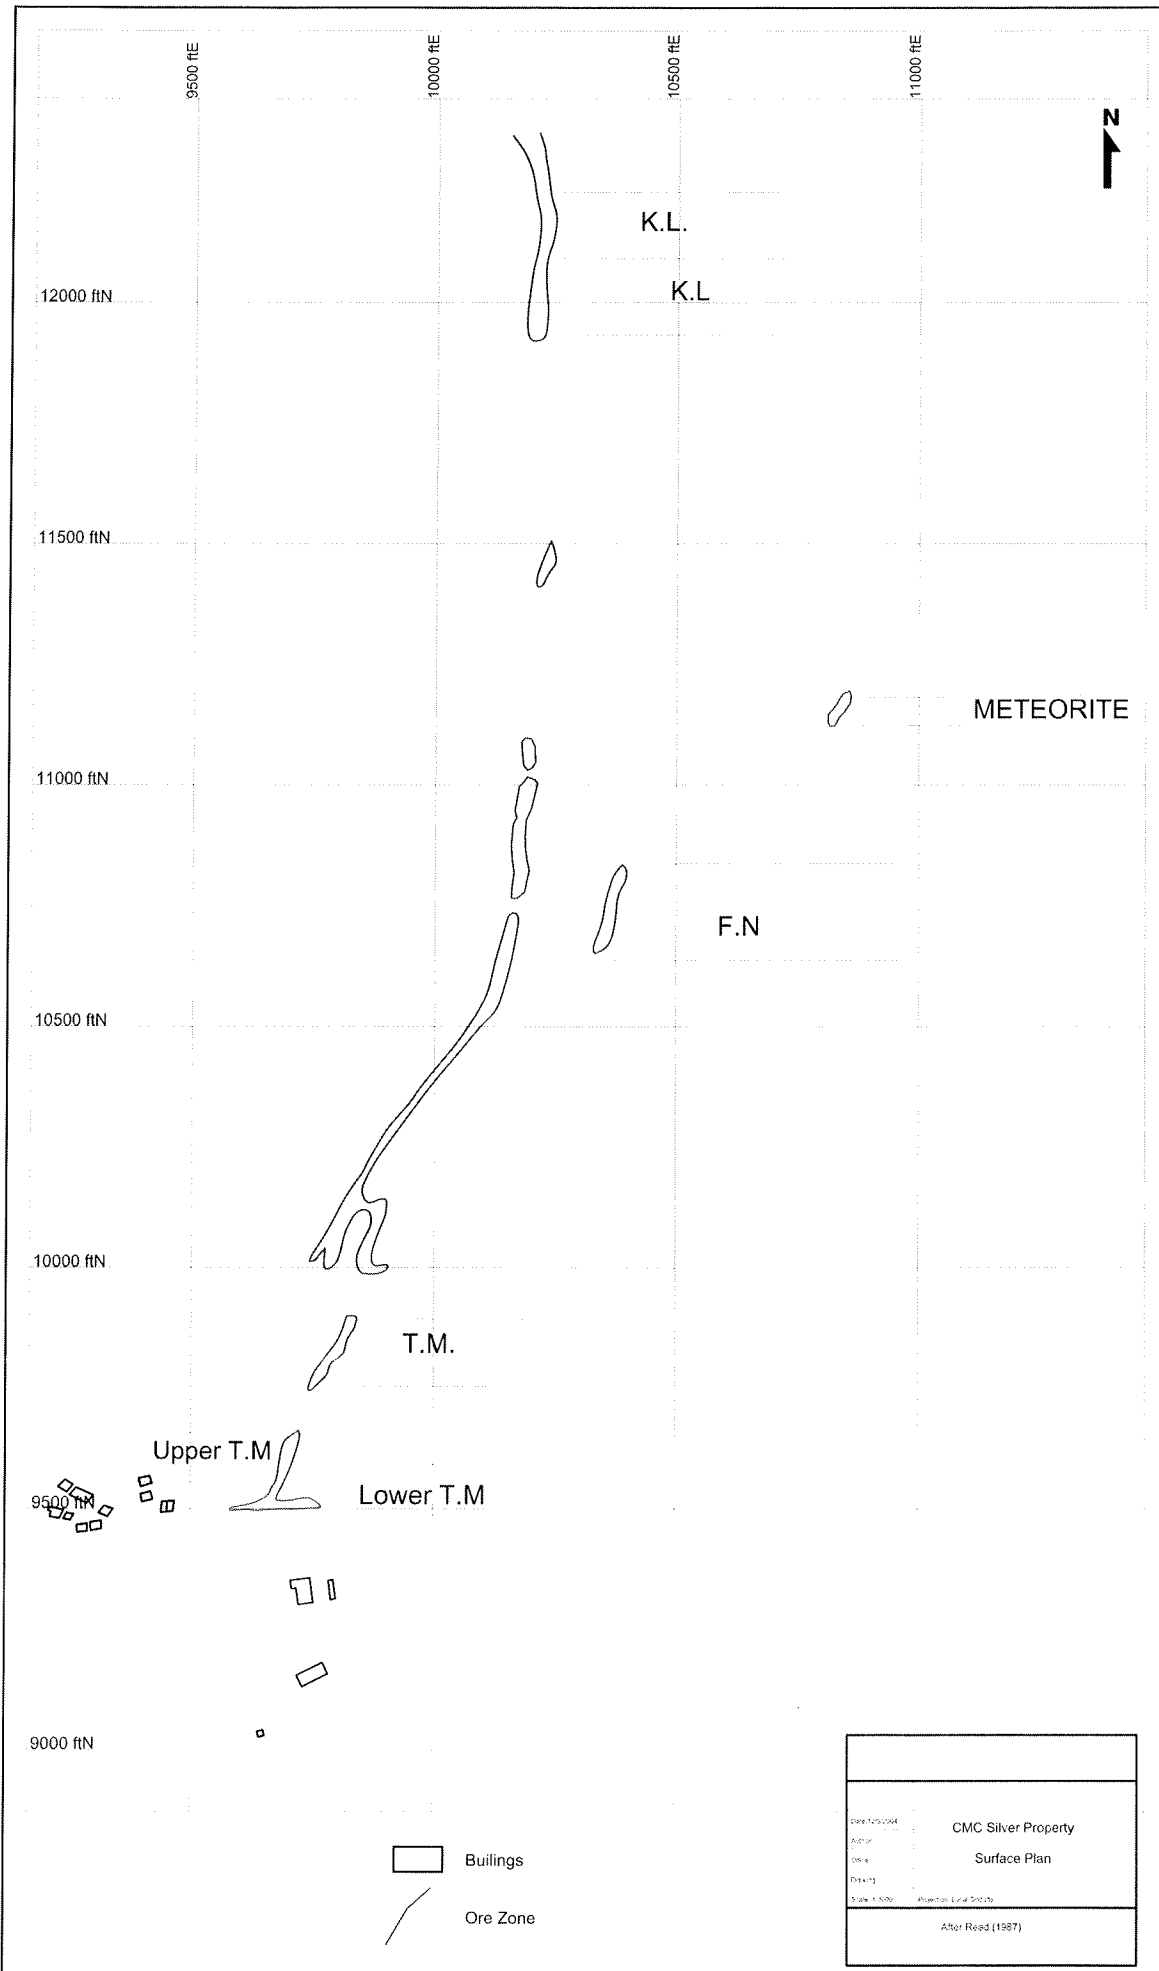 9500 ftE
10000 ftE
10500 ftE
11000 ftE
N
K.L.
K.L
12000 ftN
11500 ftN
METEORITE
11000 ftN
F.N
10500 ftN
10000 ftN
T.M.
Upper T.M
Lower T.M
9500 ftN
9000 ftN
Builings
Ore Zone
CMC Silver Property
Surface Plan
After Read (1987)